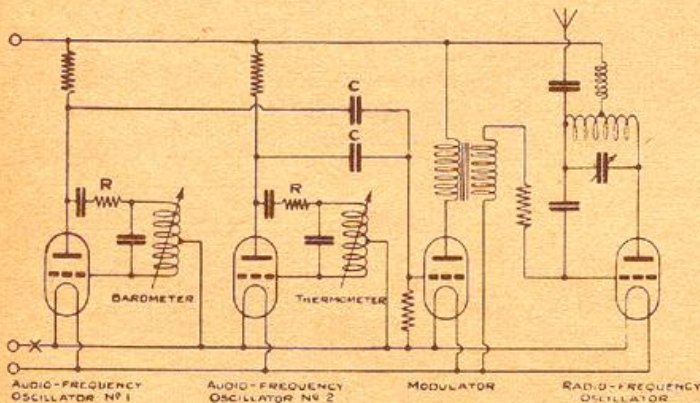 C
C
R
R
BAROMETER
THERMOMETER
AUDIO-FREQUENCY
OSCILLATOR Nº 1
AUDIO-FREQUENCY
OSCILLATOR Nº 2
MODULATOR
RADIO-FREQUENCY
OSCILLATOR